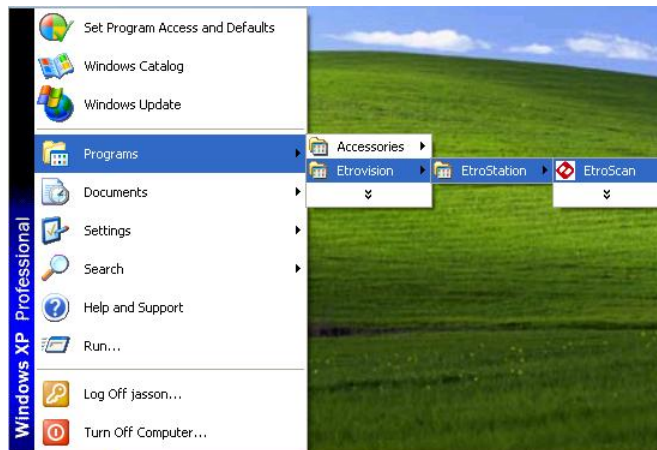 Set Program Access and Defaults
Windows Catalog
Windows Update
Programs
Accessories
Etrovision
EtroStation
EtroScan
Documents
Settings
Search
Help and Support
Run...
Log Off jasson...
Turn Off Computer...
Windows XP Professional